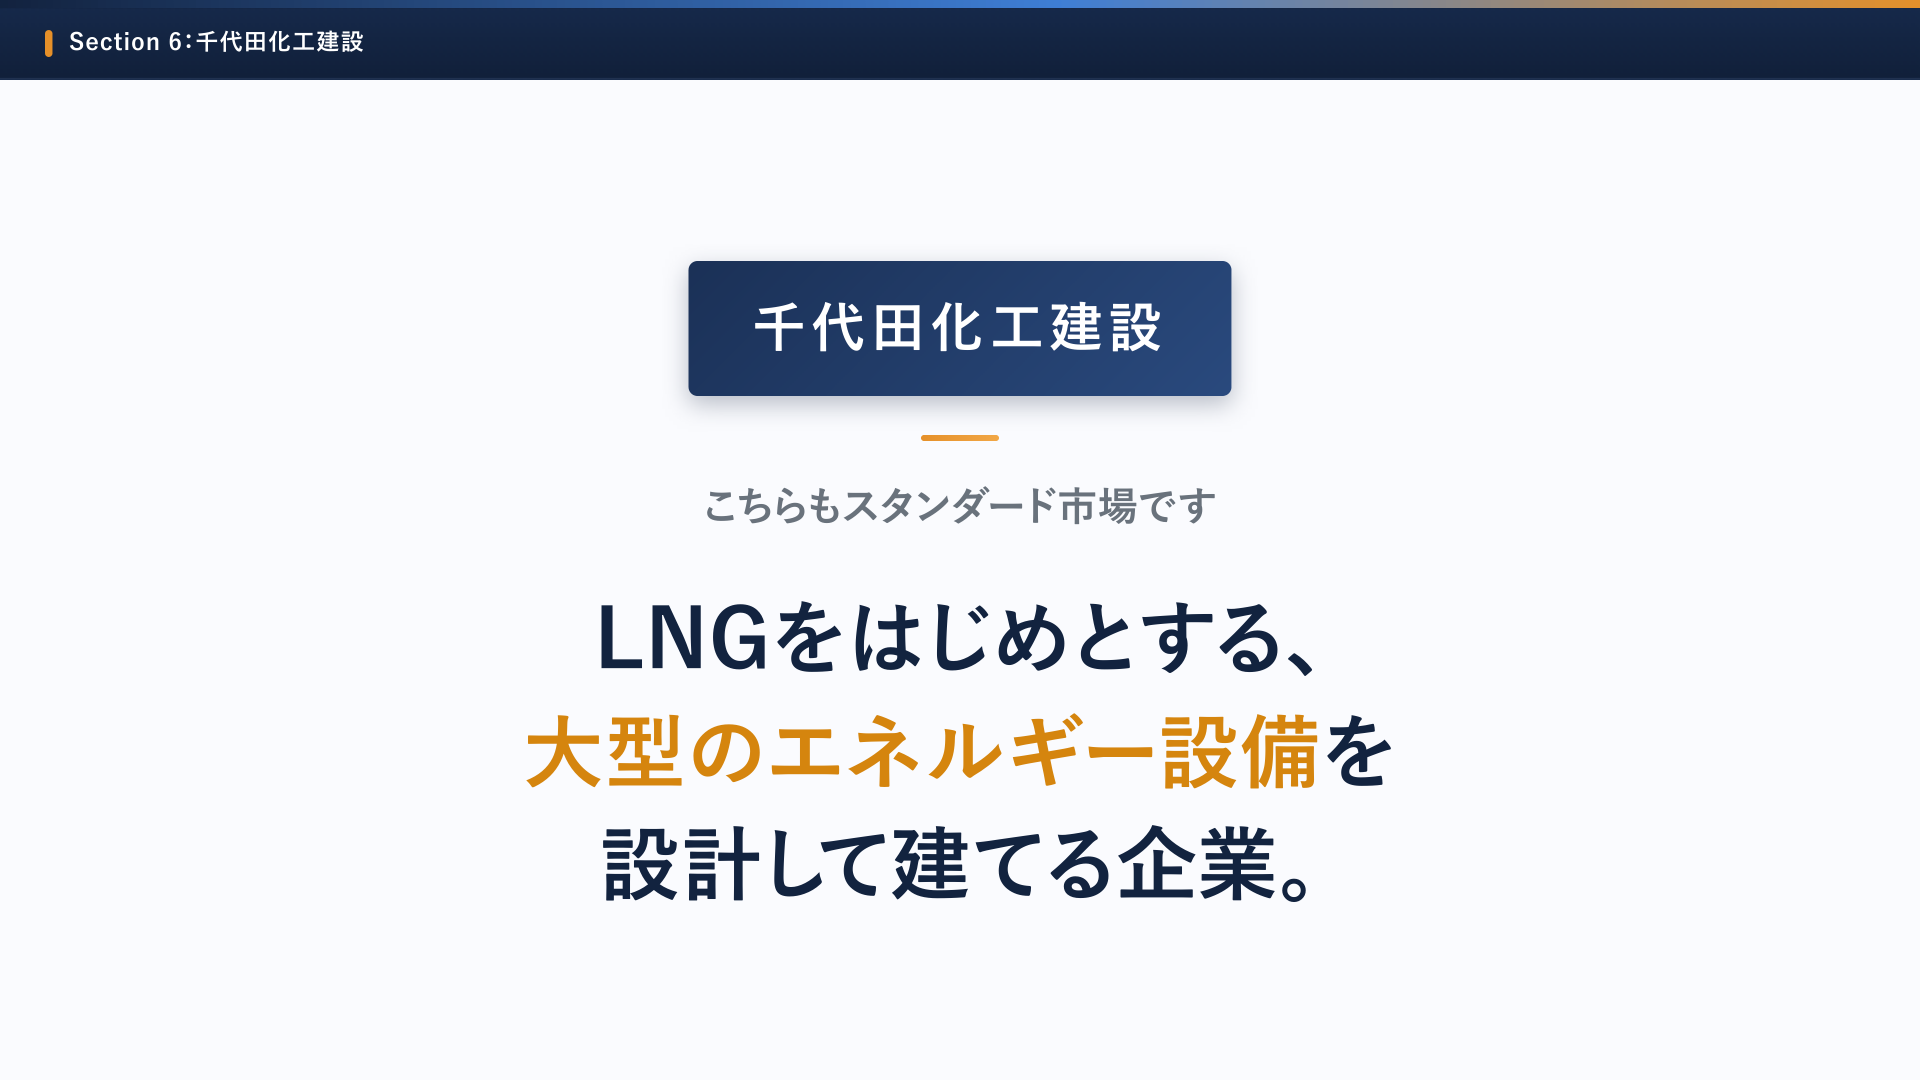 Section 6：千代田化工建設
千代田化工建設
こちらもスタンダード市場です
LNGをはじめとする、
大型のエネルギー設備を
設計して建てる企業。